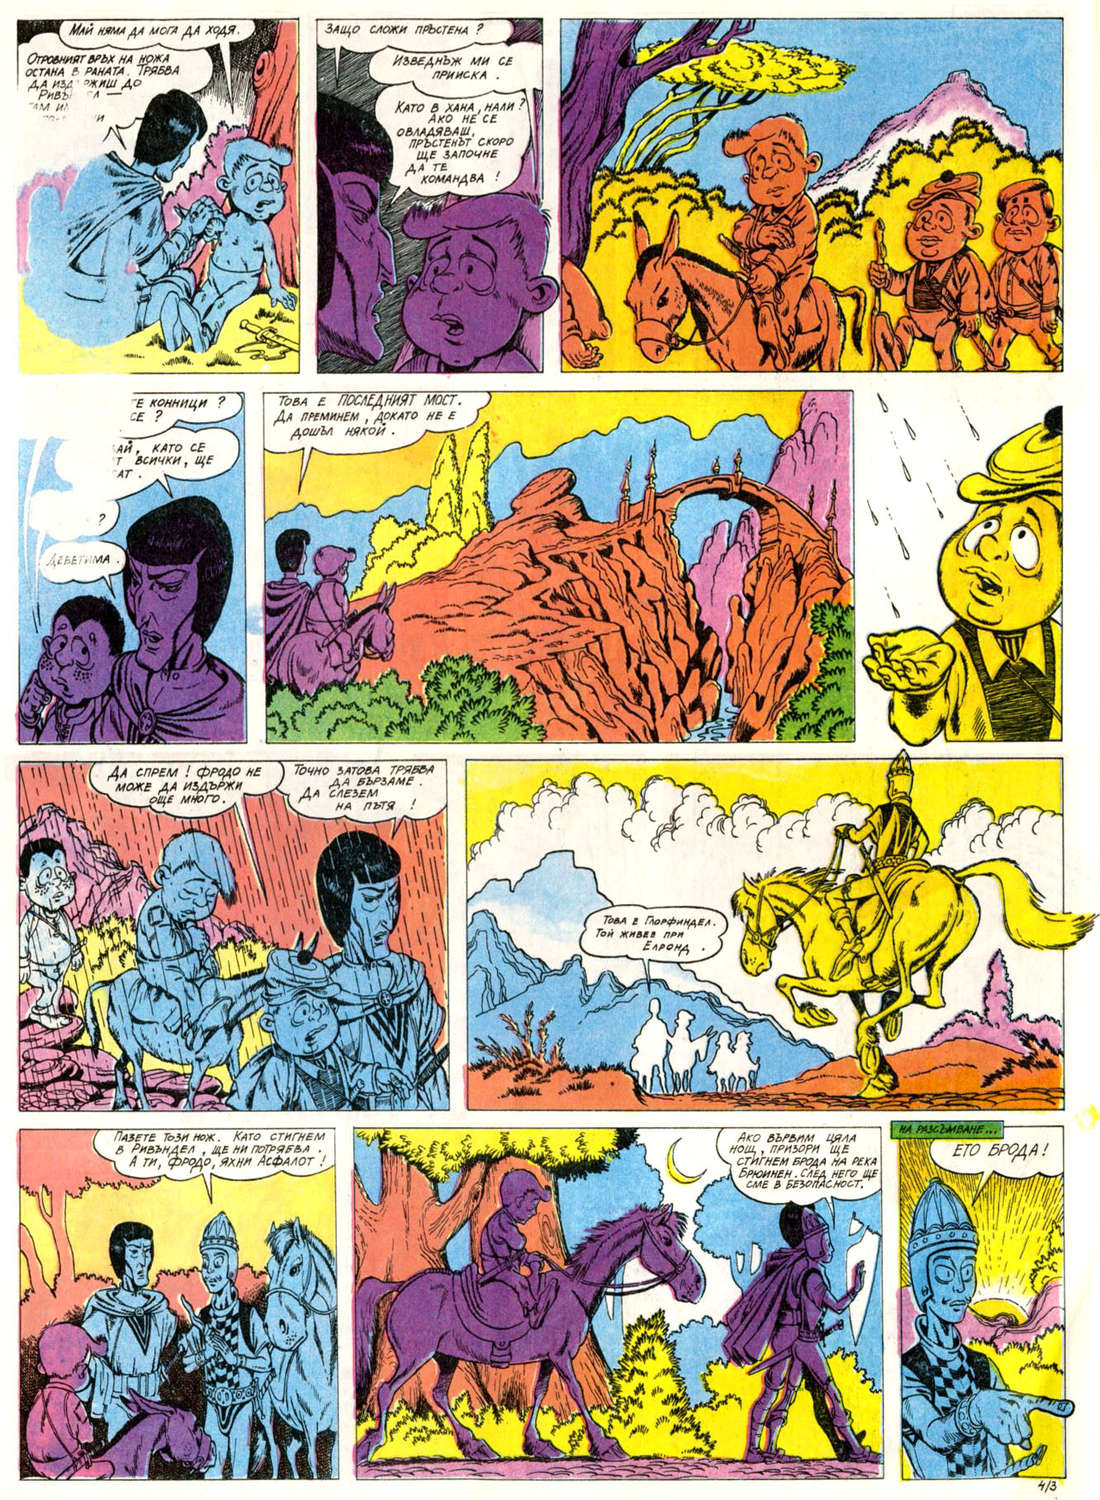 МАЙ НЯМА ДА МОГА ДА ХОДЯ.
ОТРОВНИЯТ ВРЪХ НА НОЖА
ОСТАНА В РАНАТА. ТРЯБВА
ДА ДО
ЗАЩО СЛОЖИ ПРЪСТЕНА?
ИЗВЕДНЪЖ МИ СЕ
ПРИИСКА.
КАТО В ХАНА, НАЛИ?
АКО НЕ СЕ
ОВЛАДЯВАШ,
ПРЪСТЕНЪТ СКОРО
ЩЕ ЗАПОЧНЕ
ДА ТЕ
КОМАНДВА!
ТЕ КОННИЦИ?
СЕ?
КАТО СЕ
ВСИЧКИ, ЩЕ
?
ДЕВЕТИМА.
ТОВА Е ПОСЛЕДНИЯТ МОСТ.
ДА ПРЕМИНЕМ, ДОКАТО НЕ Е
ДОШЪЛ НЯКОЙ.
ДА СПРЕМ! ФРОДО НЕ
МОЖЕ ДА ИЗДЪРЖИ
ОЩЕ МНОГО.
ТОЧНО ЗАТОВА ТРЯБВА
ДА БЪРЗАМЕ.
ДА СЛЕЗЕМ
НА ПЪТЯ!
ТОВА Е ГЛОРФИНДЕЛ.
ТОЙ ЖИВЕЕ ПРИ
ЕЛРОНД.
ПАЗЕТЕ ТОЗИ НОЖ. КАТО СТИГНЕМ
В РИВЪНДЕЛ, ЩЕ НИ ПОТРЯБВА.
А ТИ, ФРОДО, ЯХНИ АСФАЛОТ!
АКО ВЪРВИМ ЦЯЛА
НОЩ, ПРИЗОРИ ЩЕ
СТИГНЕМ БРОДА НА РЕКА
БРЮИНЕН. СЛЕД НЕГО ЩЕ
СМЕ В БЕЗОПАСНОСТ.
НА РАЗСЪМВАНЕ...
ЕТО БРОДА!
4/3